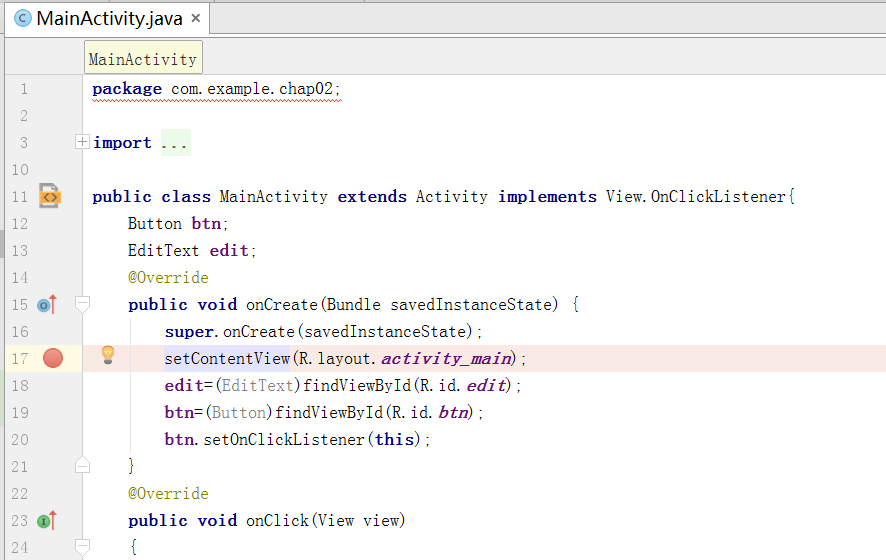 MainActivity.java ×
MainActivity
1 package com.example.chap02;
2
3 import ...
10
11 public class MainActivity extends Activity implements View.OnClickListener{
12 Button btn;
13 EditText edit;
14 @Override
15 public void onCreate(Bundle savedInstanceState) {
16 super.onCreate(savedInstanceState);
17 setContentView(R.layout.activity_main);
18 edit=(EditText)findViewById(R.id.edit);
19 btn=(Button)findViewById(R.id.btn);
20 btn.setOnClickListener(this);
21 }
22 @Override
23 public void onClick(View view)
24 {